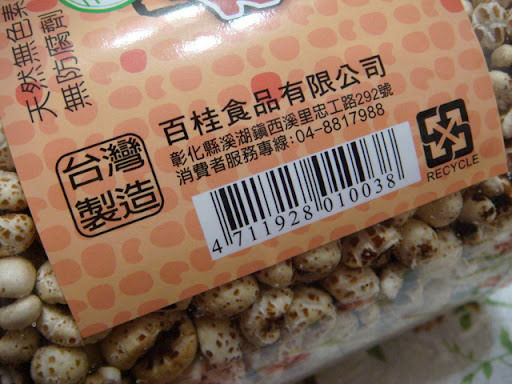 天然無色素
無防腐劑
台灣
製造
百桂食品有限公司
彰化縣溪湖鎮西溪里忠工路292號
消費者服務專線:04-8817988
4 711928 010038
RECYCLE